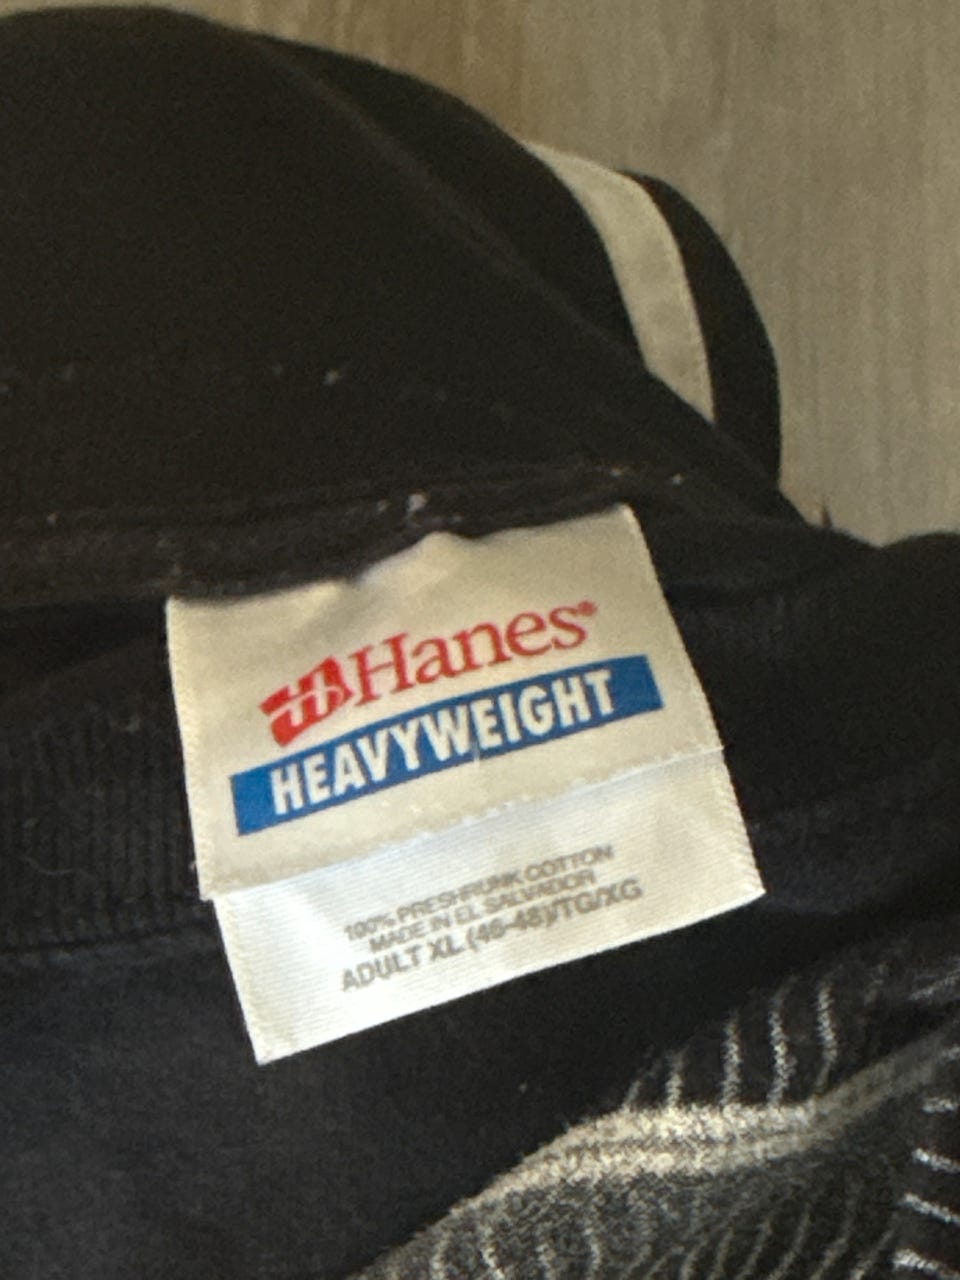 Hanes®
HEAVYWEIGHT
100% PRESHRUNK COTTON
MADE IN EL SALVADOR
ADULT XL (46-48)/TG/XG